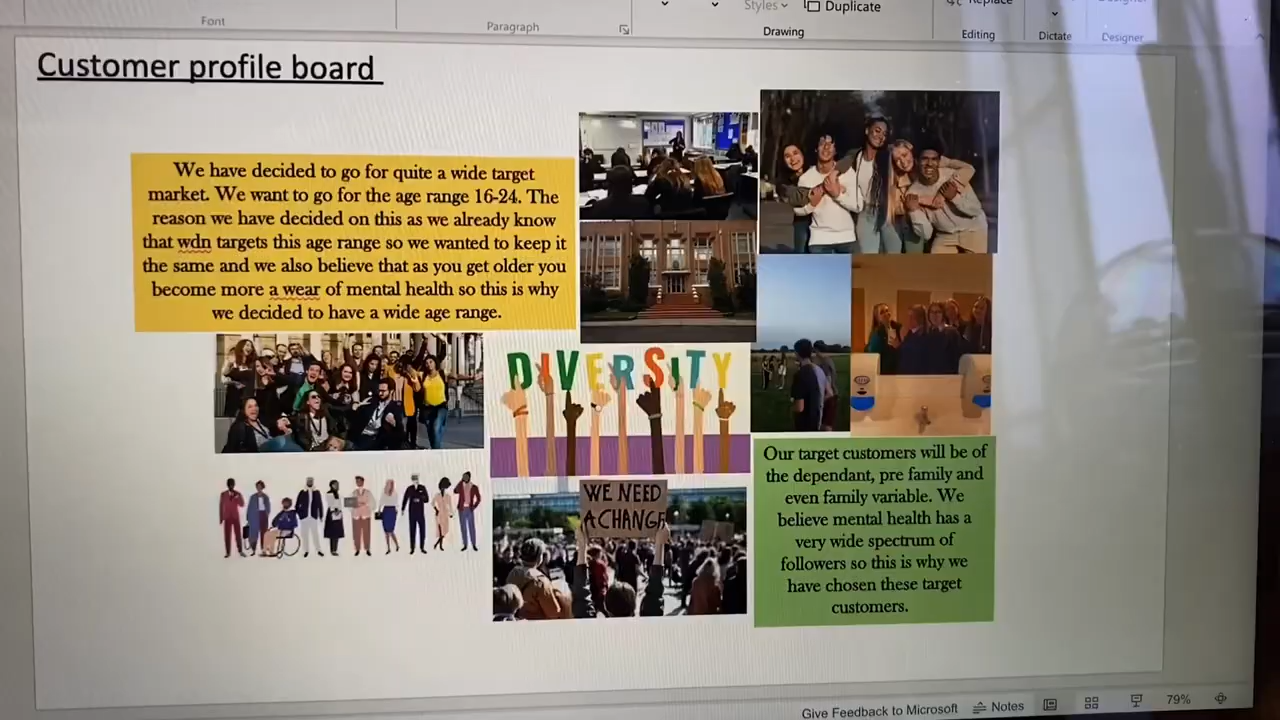 Styles
Duplicate
Replace
Designer
Font
Paragraph
Drawing
Editing
Dictate
Designer
Customer profile board
We have decided to go for quite a wide target
market. We want to go for the age range 16-24. The
reason we have decided on this as we already know
that wdn targets this age range so we wanted to keep it
the same and we also believe that as you get older you
become more a wear of mental health so this is why
we decided to have a wide age range.
DIVERSITY
WE NEED
A CHANGE
Our target customers will be of
the dependant, pre family and
even family variable. We
believe mental health has a
very wide spectrum of
followers so this is why we
have chosen these target
customers.
Give Feedback to Microsoft
Notes
79%